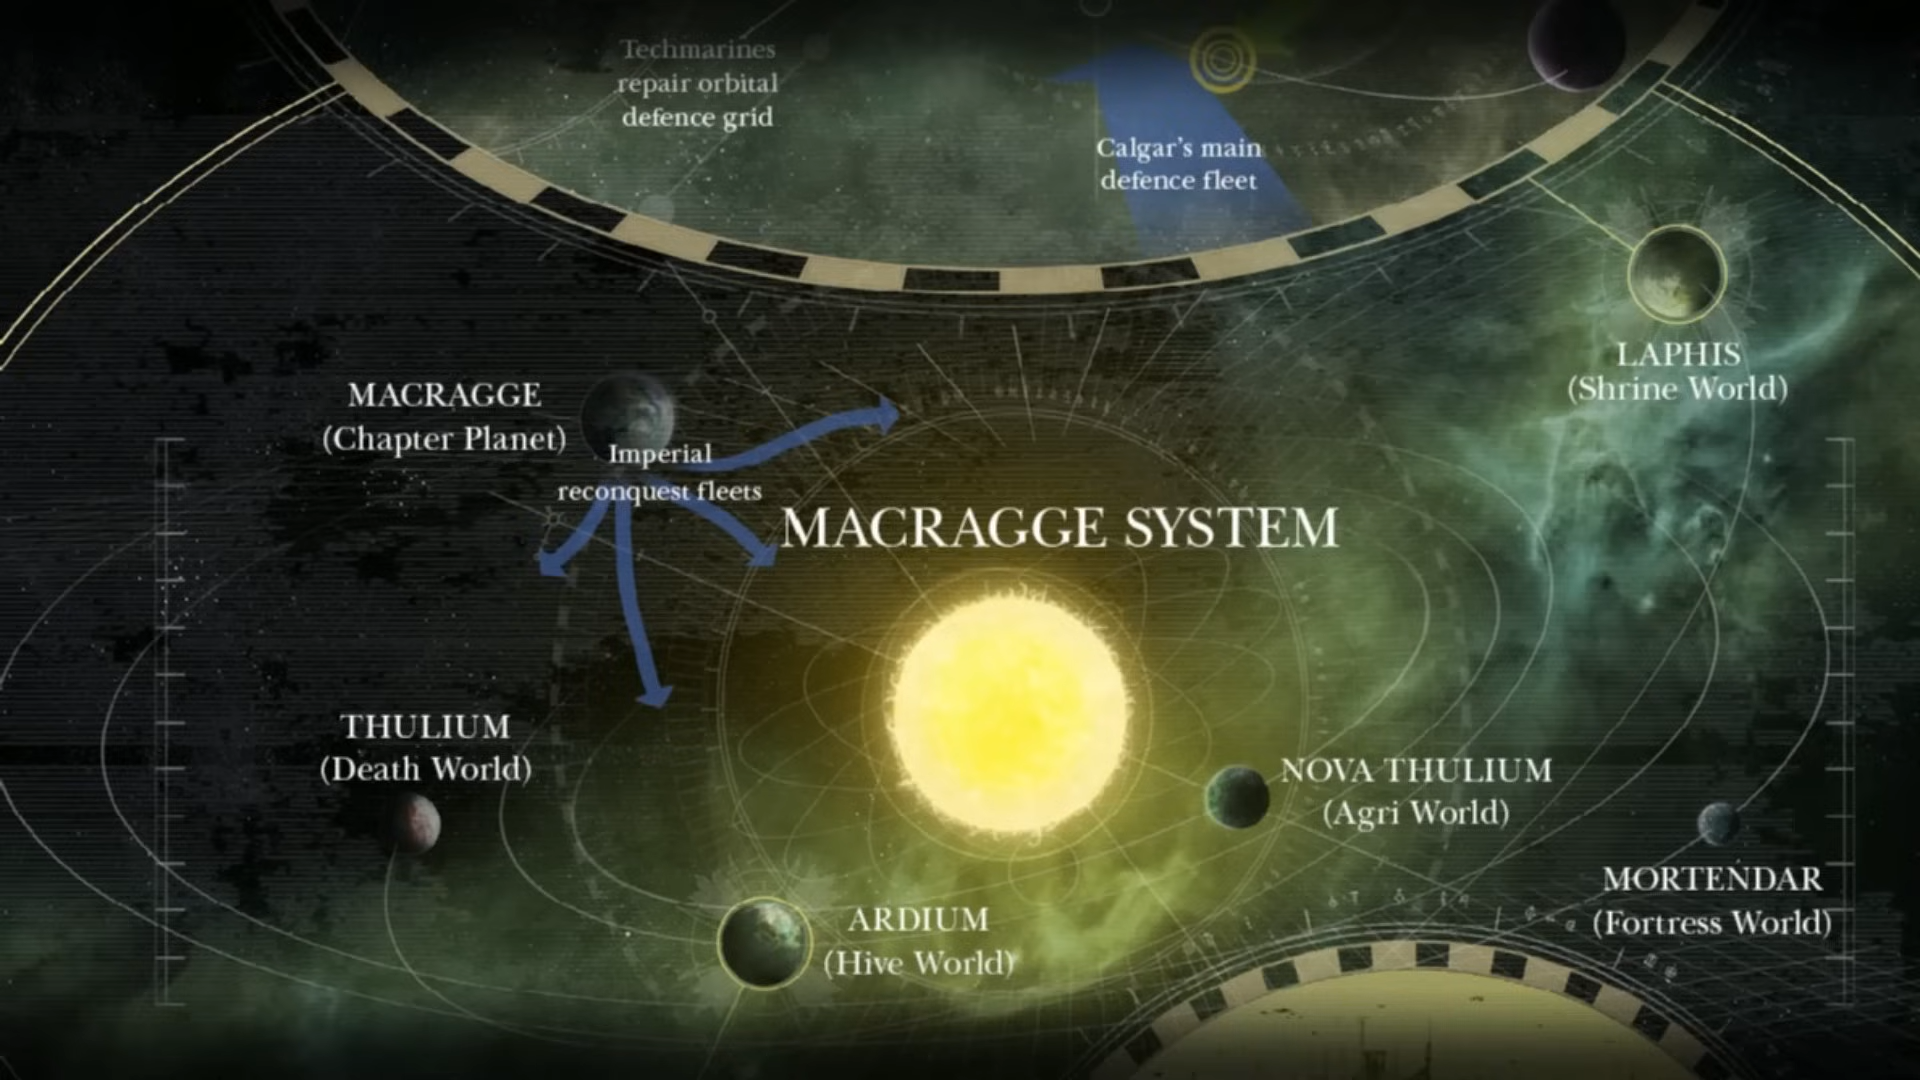 Techmarines
repair orbital
defence grid
Calgar's main
defence fleet
LAPHIS
(Shrine World)
MACRAGGE
(Chapter Planet)
Imperial
reconquest fleets
MACRAGGE SYSTEM
THULIUM
(Death World)
NOVA THULIUM
(Agri World)
MORTENDAR
(Fortress World)
ARDIUM
(Hive World)